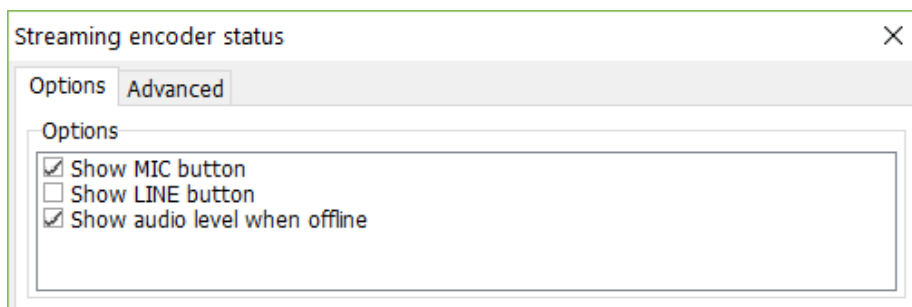 Streaming encoder status
Options Advanced
Options
Show MIC button
Show LINE button
Show audio level when offline